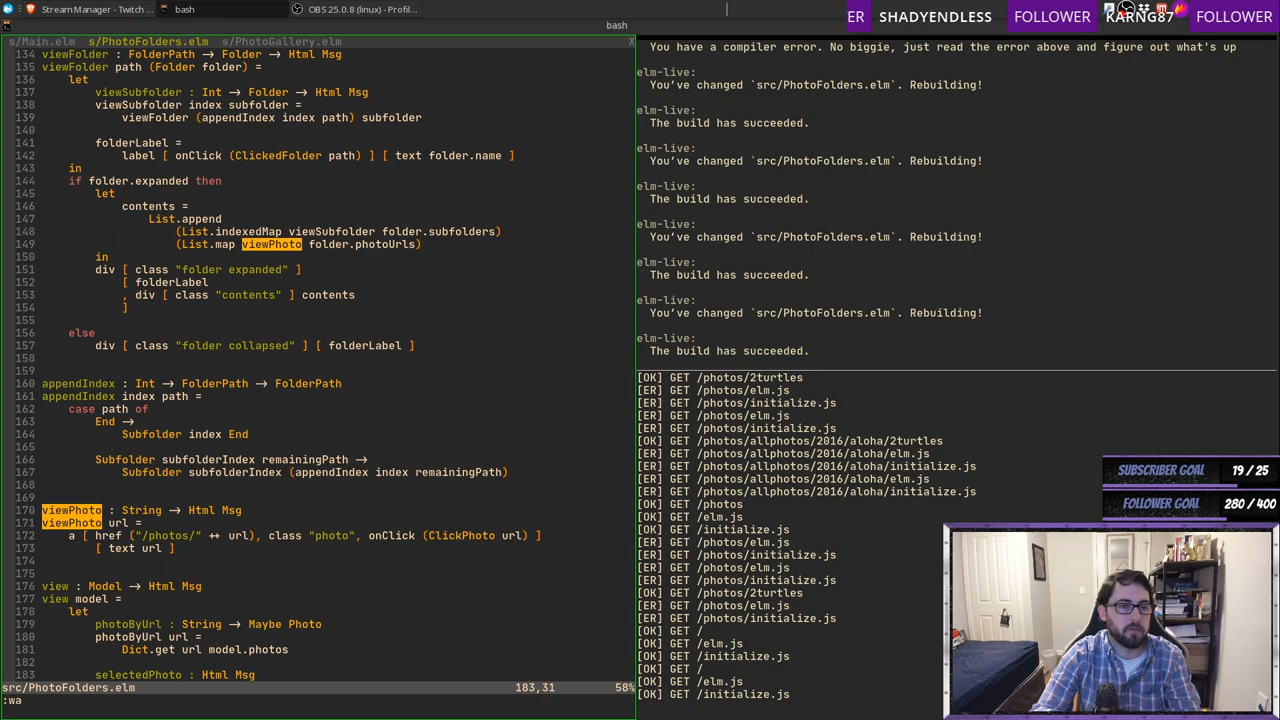 Stream Manager - Twitch
bash
OBS 25.0.8 (linux) - Profil...
bash
ER SHADYENDLESS FOLLOWER KARNG87 FOLLOWER
s/Main.elm s/PhotoFolders.elm s/PhotoGallery.elm X
134 viewFolder : FolderPath -> Folder -> Html Msg
135 viewFolder path (Folder folder) =
136 let
137 viewSubfolder : Int -> Folder -> Html Msg
138 viewSubfolder index subfolder =
139 viewFolder (appendIndex index path) subfolder
140
141 folderLabel =
142 label [ onClick (ClickedFolder path) ] [ text folder.name ]
143 in
144 if folder.expanded then
145 let
146 contents =
147 List.append
148 (List.indexedMap viewSubfolder folder.subfolders)
149 (List.map viewPhoto folder.photoUrls)
150 in
151 div [ class "folder expanded" ]
152 [ folderLabel
153 , div [ class "contents" ] contents
154 ]
155
156 else
157 div [ class "folder collapsed" ] [ folderLabel ]
158
159
160 appendIndex : Int -> FolderPath -> FolderPath
161 appendIndex index path =
162 case path of
163 End ->
164 Subfolder index End
165
166 Subfolder subfolderIndex remainingPath ->
167 Subfolder subfolderIndex (appendIndex index remainingPath)
168
169
170 viewPhoto : String -> Html Msg
171 viewPhoto url =
172 a [ href ("/photos/" ++ url), class "photo", onClick (ClickPhoto url) ]
173 [ text url ]
174
175
176 view : Model -> Html Msg
177 view model =
178 let
179 photoByUrl : String -> Maybe Photo
180 photoByUrl url =
181 Dict.get url model.photos
182
183 selectedPhoto : Html Msg
src/PhotoFolders.elm 183,31 58%
:wa
You have a compiler error. No biggie, just read the error above and figure out what's up
elm-live:
You've changed `src/PhotoFolders.elm`. Rebuilding!
elm-live:
The build has succeeded.
elm-live:
You've changed `src/PhotoFolders.elm`. Rebuilding!
elm-live:
The build has succeeded.
elm-live:
You've changed `src/PhotoFolders.elm`. Rebuilding!
elm-live:
The build has succeeded.
elm-live:
You've changed `src/PhotoFolders.elm`. Rebuilding!
elm-live:
The build has succeeded.
[OK] GET /photos/2turtles
[ER] GET /photos/elm.js
[ER] GET /photos/initialize.js
[ER] GET /photos/elm.js
[ER] GET /photos/initialize.js
[OK] GET /photos/allphotos/2016/aloha/2turtles
[ER] GET /photos/allphotos/2016/aloha/elm.js
[ER] GET /photos/allphotos/2016/aloha/initialize.js
[ER] GET /photos/allphotos/2016/aloha/elm.js
[ER] GET /photos/allphotos/2016/aloha/initialize.js
[OK] GET /photos
[OK] GET /elm.js
[OK] GET /initialize.js
[ER] GET /photos/elm.js
[ER] GET /photos/initialize.js
[ER] GET /photos/elm.js
[ER] GET /photos/initialize.js
[OK] GET /photos/2turtles
[ER] GET /photos/elm.js
[ER] GET /photos/initialize.js
[OK] GET /
[OK] GET /elm.js
[OK] GET /initialize.js
[OK] GET /
[OK] GET /elm.js
[OK] GET /initialize.js
SUBSCRIBER GOAL 19 / 25
FOLLOWER GOAL 280 / 400